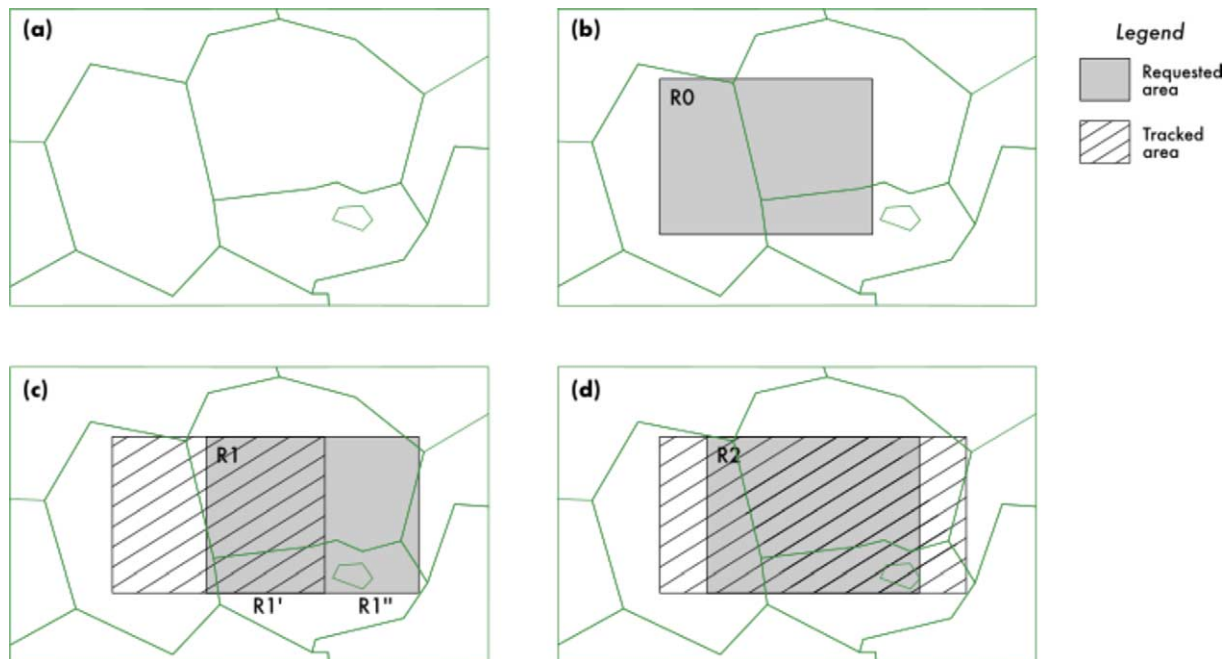 (a)
(b)
R0
Legend
Requested
area
Tracked
area
(c)
R1
R1'
R1"
(d)
R2